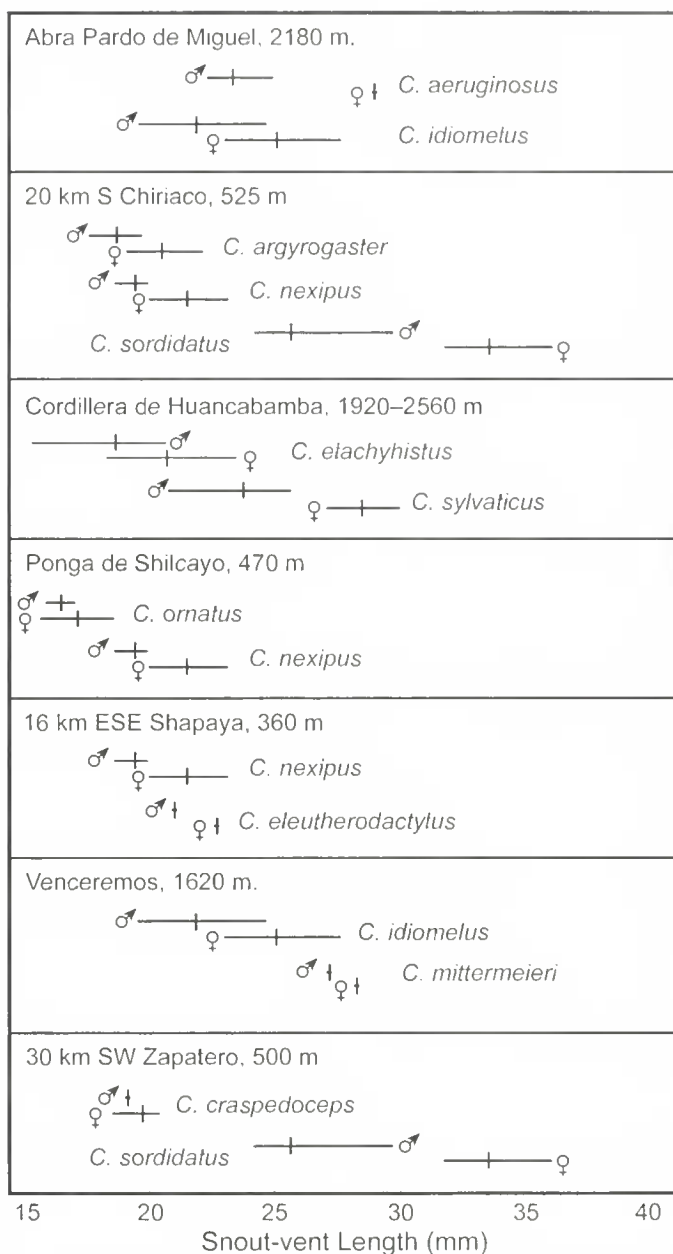 Abra Pardo de Miguel, 2180 m.
♂
♀ C. aeruginosus
♂
♀ C. idiomelus
20 km S Chiriaco, 525 m
♂
♀ C. argyrogaster
♂
♀ C. nexipus
C. sordidatus ♂
♀
Cordillera de Huancabamba, 1920–2560 m
♂
♀ C. elachyhistus
♂
♀ C. sylvaticus
Ponga de Shilcayo, 470 m
♂
♀ C. ornatus
♂
♀ C. nexipus
16 km ESE Shapaya, 360 m
♂
♀ C. nexipus
♂
♀ C. eleutherodactylus
Venceremos, 1620 m.
♂
♀ C. idiomelus
♂
♀ C. mittermeieri
30 km SW Zapatero, 500 m
♂
♀ C. craspedoceps
C. sordidatus ♂
♀
15 20 25 30 35 40
Snout-vent Length (mm)